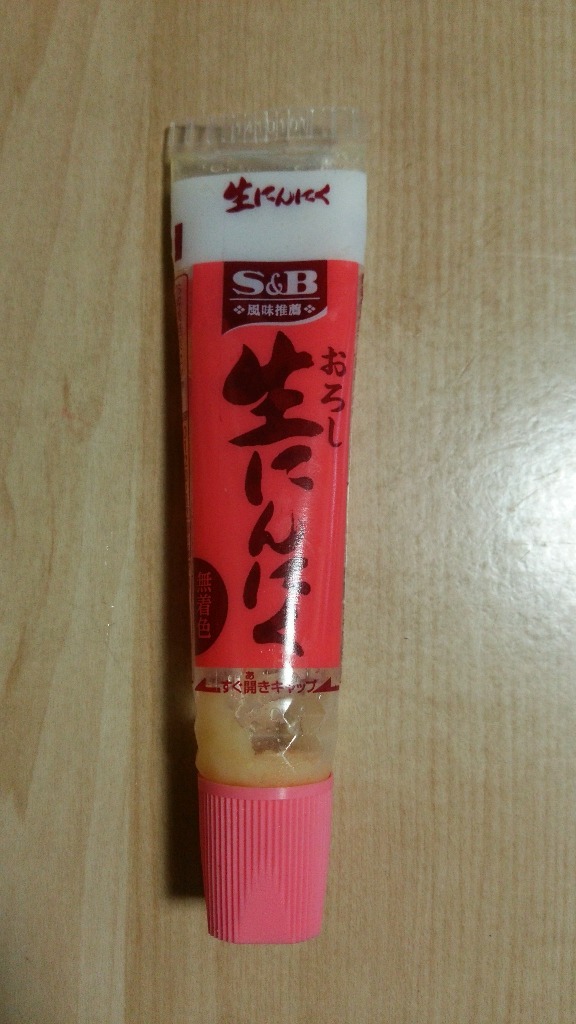 生にんにく
S&B
風味推薦
おろし
生にんにく
無着色
すぐ開きキャップ
あ